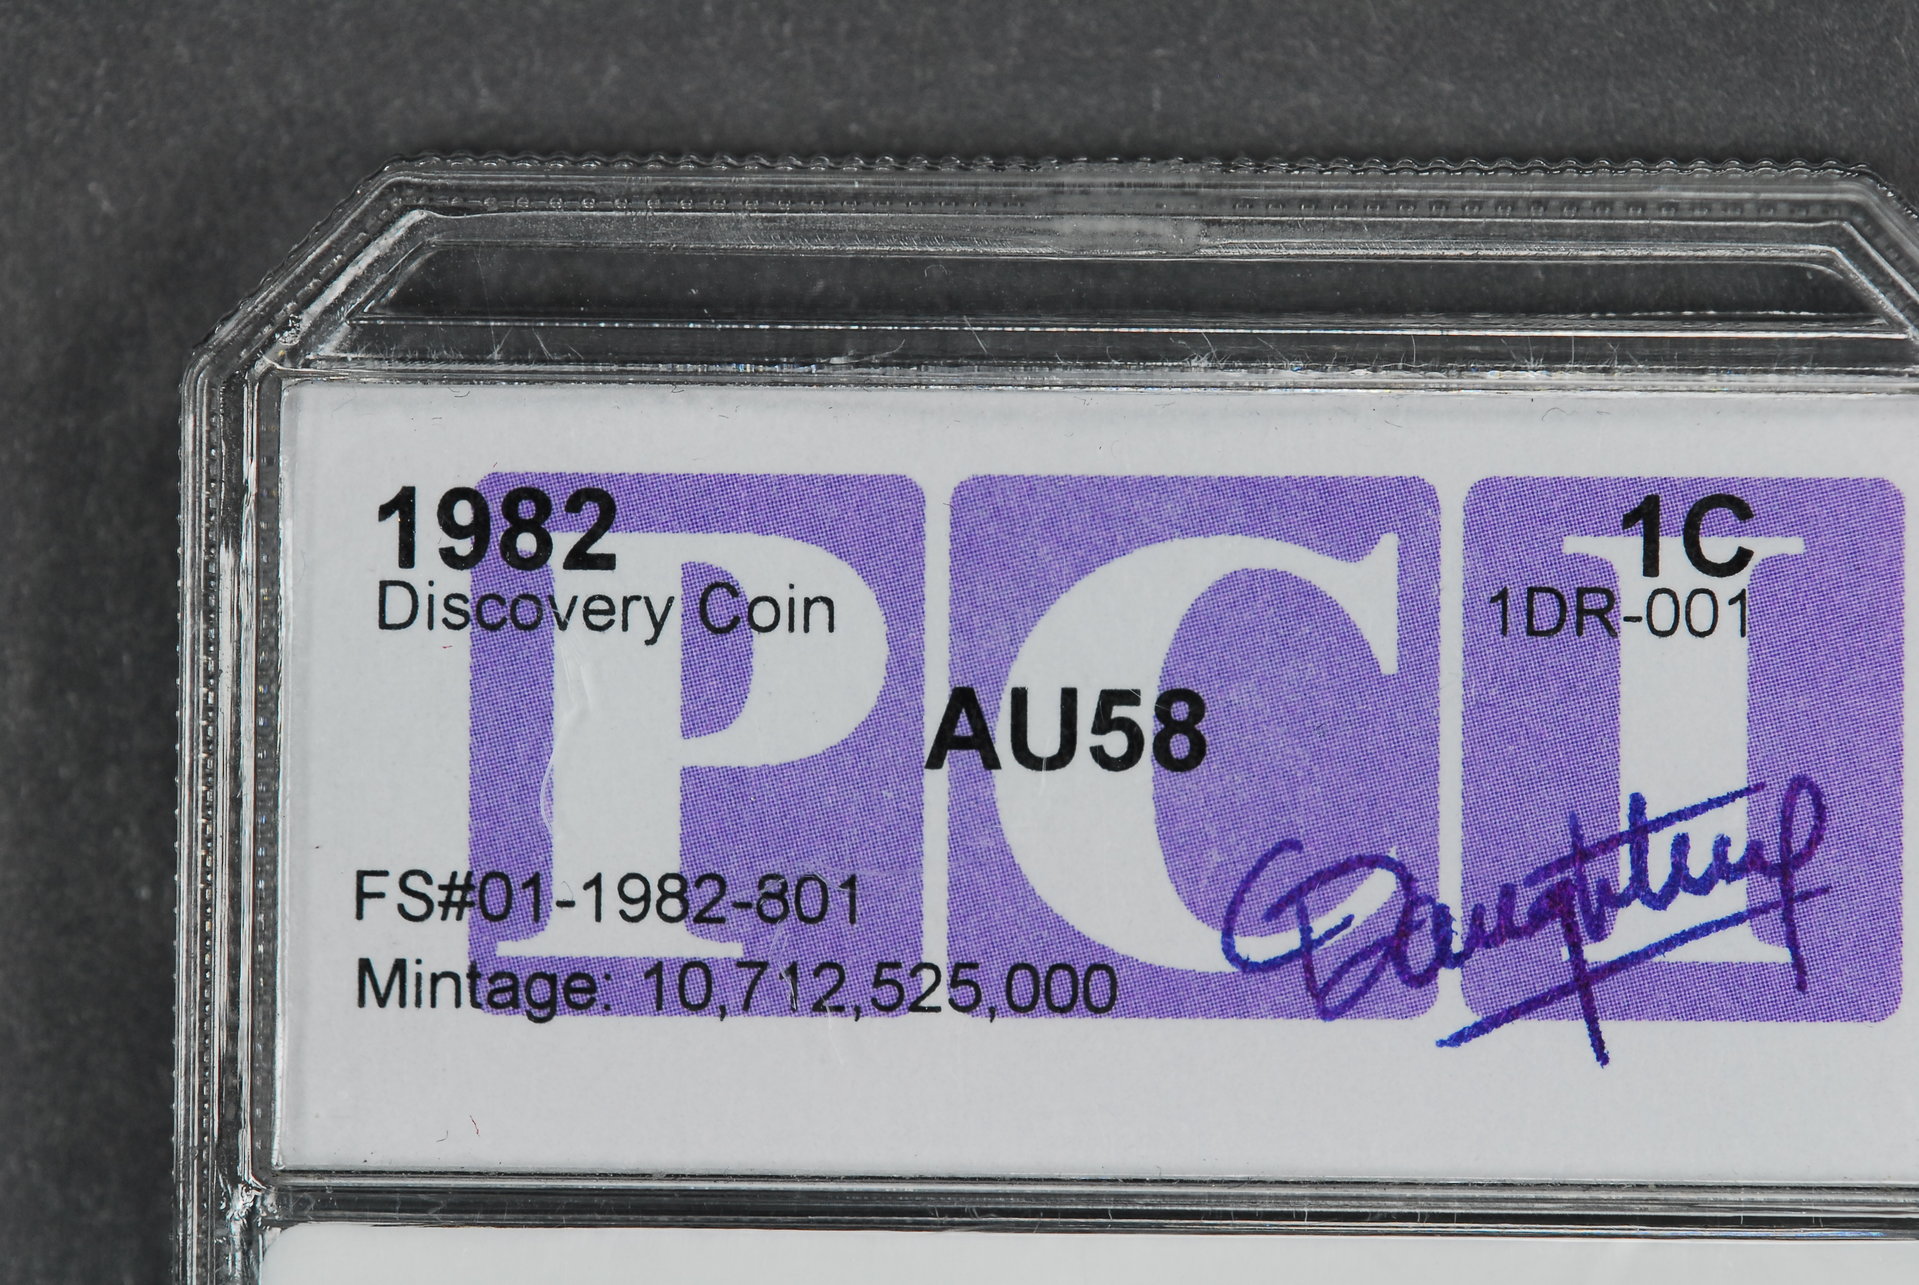 PCI
1982 1C
Discovery Coin 1DR-001
AU58
FS#01-1982-801
Mintage: 10,712,525,000